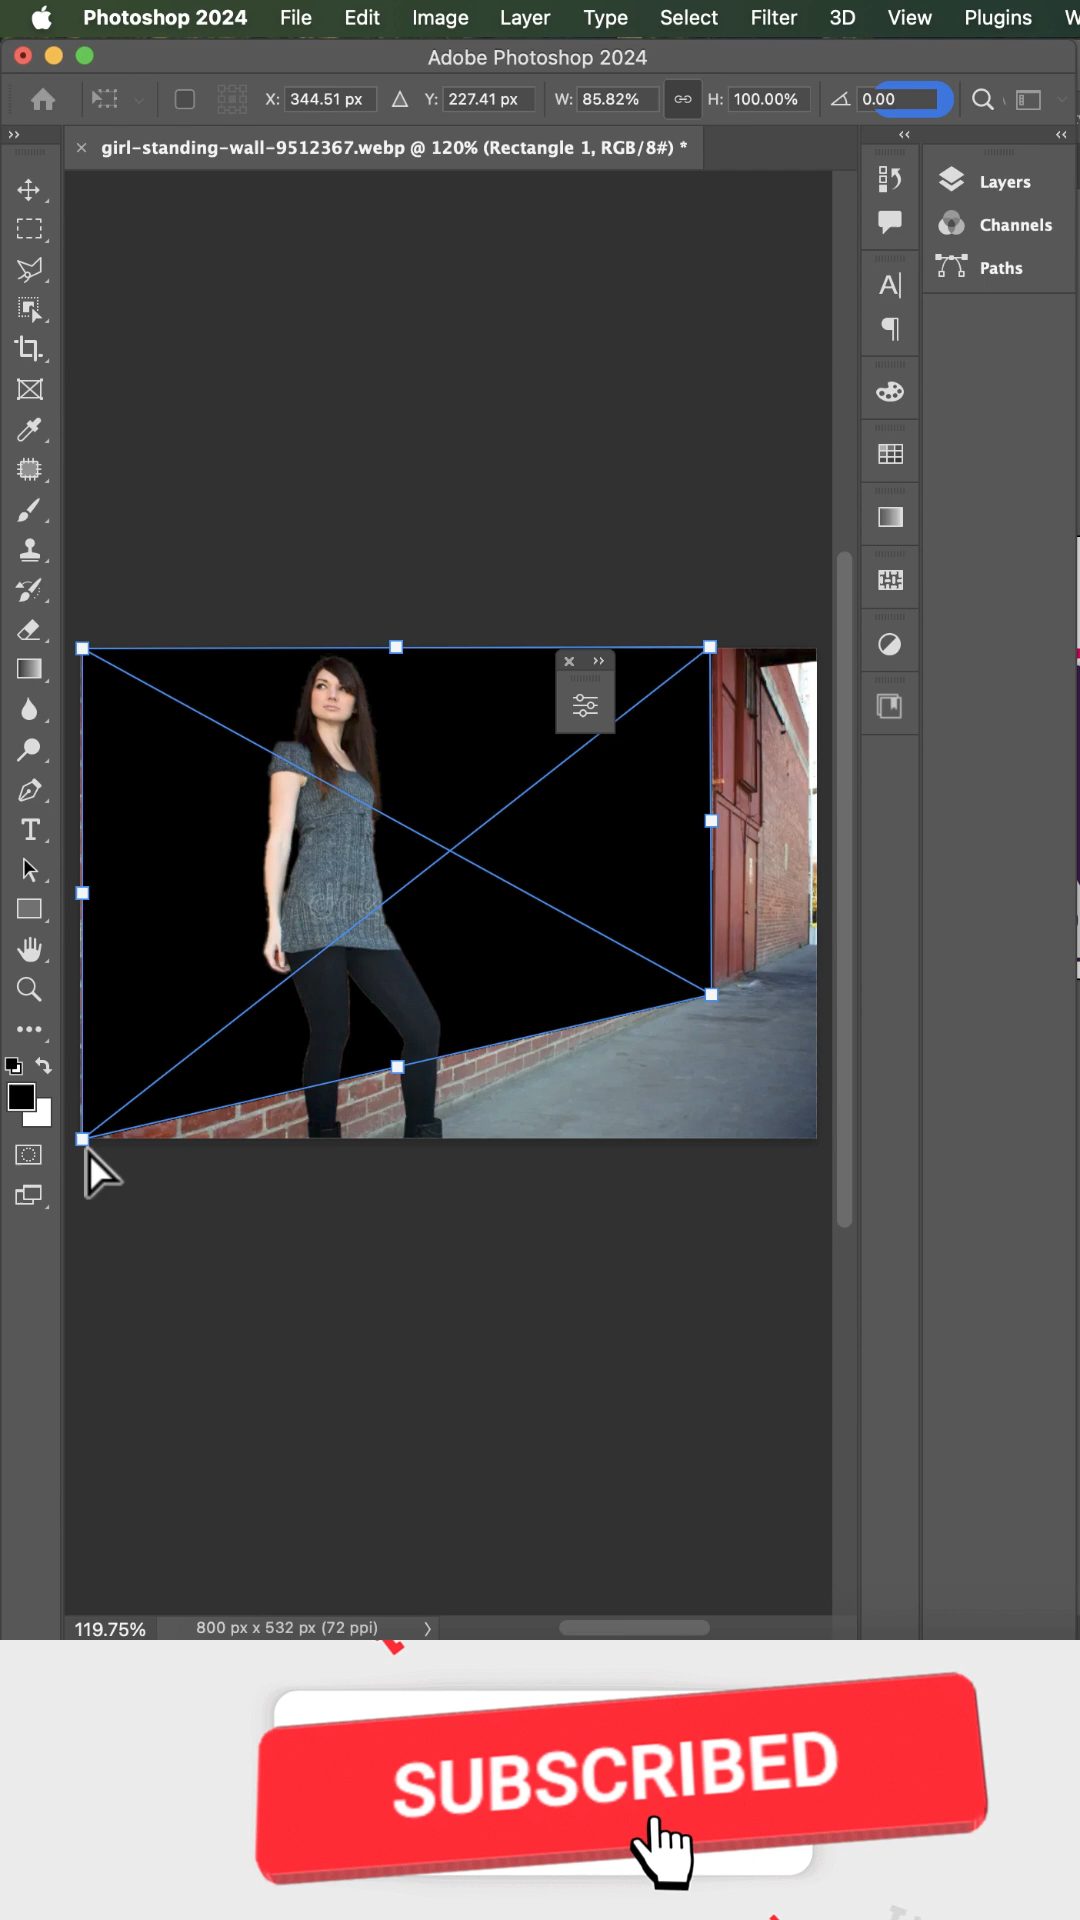 Photoshop 2024 File Edit Image Layer Type Select Filter 3D View Plugins W
Adobe Photoshop 2024
X: 344.51 px Y: 227.41 px W: 85.82% H: 100.00% 0.00
girl-standing-wall-9512367.webp @ 120% (Rectangle 1, RGB/8#) *
Layers
Channels
Paths
119.75% 800 px x 532 px (72 ppi)
SUBSCRIBED